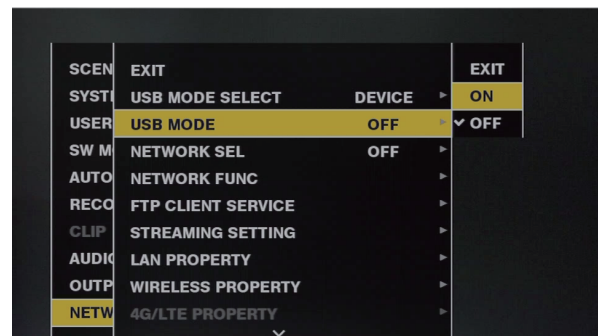 SCEN EXIT EXIT
SYST USB MODE SELECT DEVICE ON
USER USB MODE OFF OFF
SW M NETWORK SEL OFF
AUTO NETWORK FUNC
RECO FTP CLIENT SERVICE
CLIP STREAMING SETTING
AUDI LAN PROPERTY
OUTP WIRELESS PROPERTY
NETW 4G/LTE PROPERTY